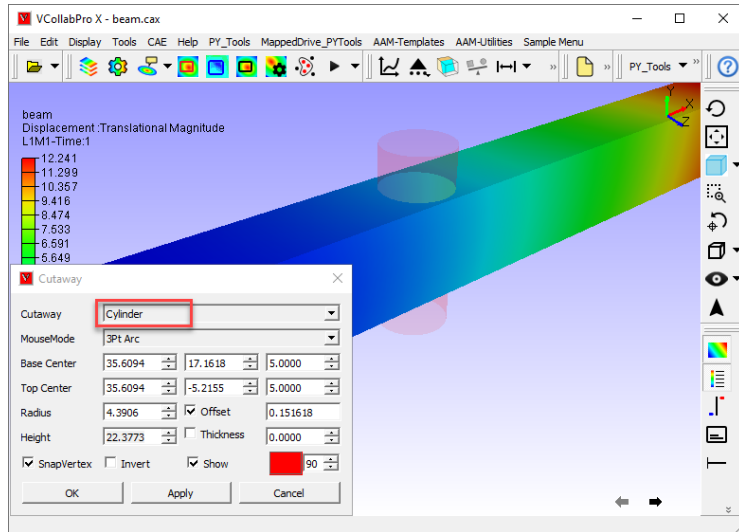 VCollabPro X - beam.cax
File Edit Display Tools CAE Help PY_Tools MappedDrive_PYTools AAM-Templates AAM-Utilities Sample Menu
PY_Tools
beam
Displacement :Translational Magnitude
L1M1-Time:1
12.241
11.299
10.357
9.416
8.474
7.533
6.591
5.649
Y
X
Z
Cutaway
Cutaway Cylinder
MouseMode 3Pt Arc
Base Center 35.6094 17.1618 5.0000
Top Center 35.6094 -5.2155 5.0000
Radius 4.3906 Offset 0.151618
Height 22.3773 Thickness 0.0000
SnapVertex Invert Show 90
OK Apply Cancel